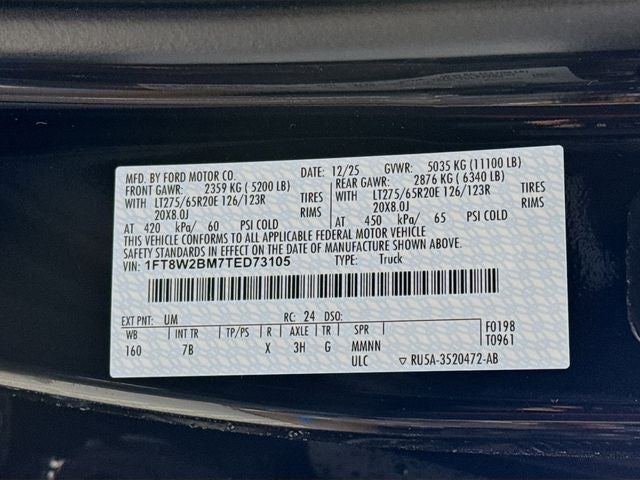 MFD. BY FORD MOTOR CO. DATE: 12/25 GVWR: 5035 KG (11100 LB)
FRONT GAWR: 2359 KG ( 5200 LB) REAR GAWR: 2876 KG ( 6340 LB)
WITH LT275/65R20E 126/123R TIRES WITH LT275/65R20E 126/123R TIRES
20X8.0J RIMS 20X8.0J RIMS
AT 420 kPa/ 60 PSI COLD AT 450 kPa/ 65 PSI COLD
THIS VEHICLE CONFORMS TO ALL APPLICABLE FEDERAL MOTOR VEHICLE
SAFETY STANDARDS IN EFFECT ON THE DATE OF MANUFACTURE SHOWN ABOVE.
VIN: 1FT8W2BM7TED73105 TYPE: Truck
EXT PNT: UM RC: 24 DSO:
WB INT TR TP/PS R AXLE TR SPR F0198
160 7B X 3H G MMNN T0961
ULC RU5A-3520472-AB